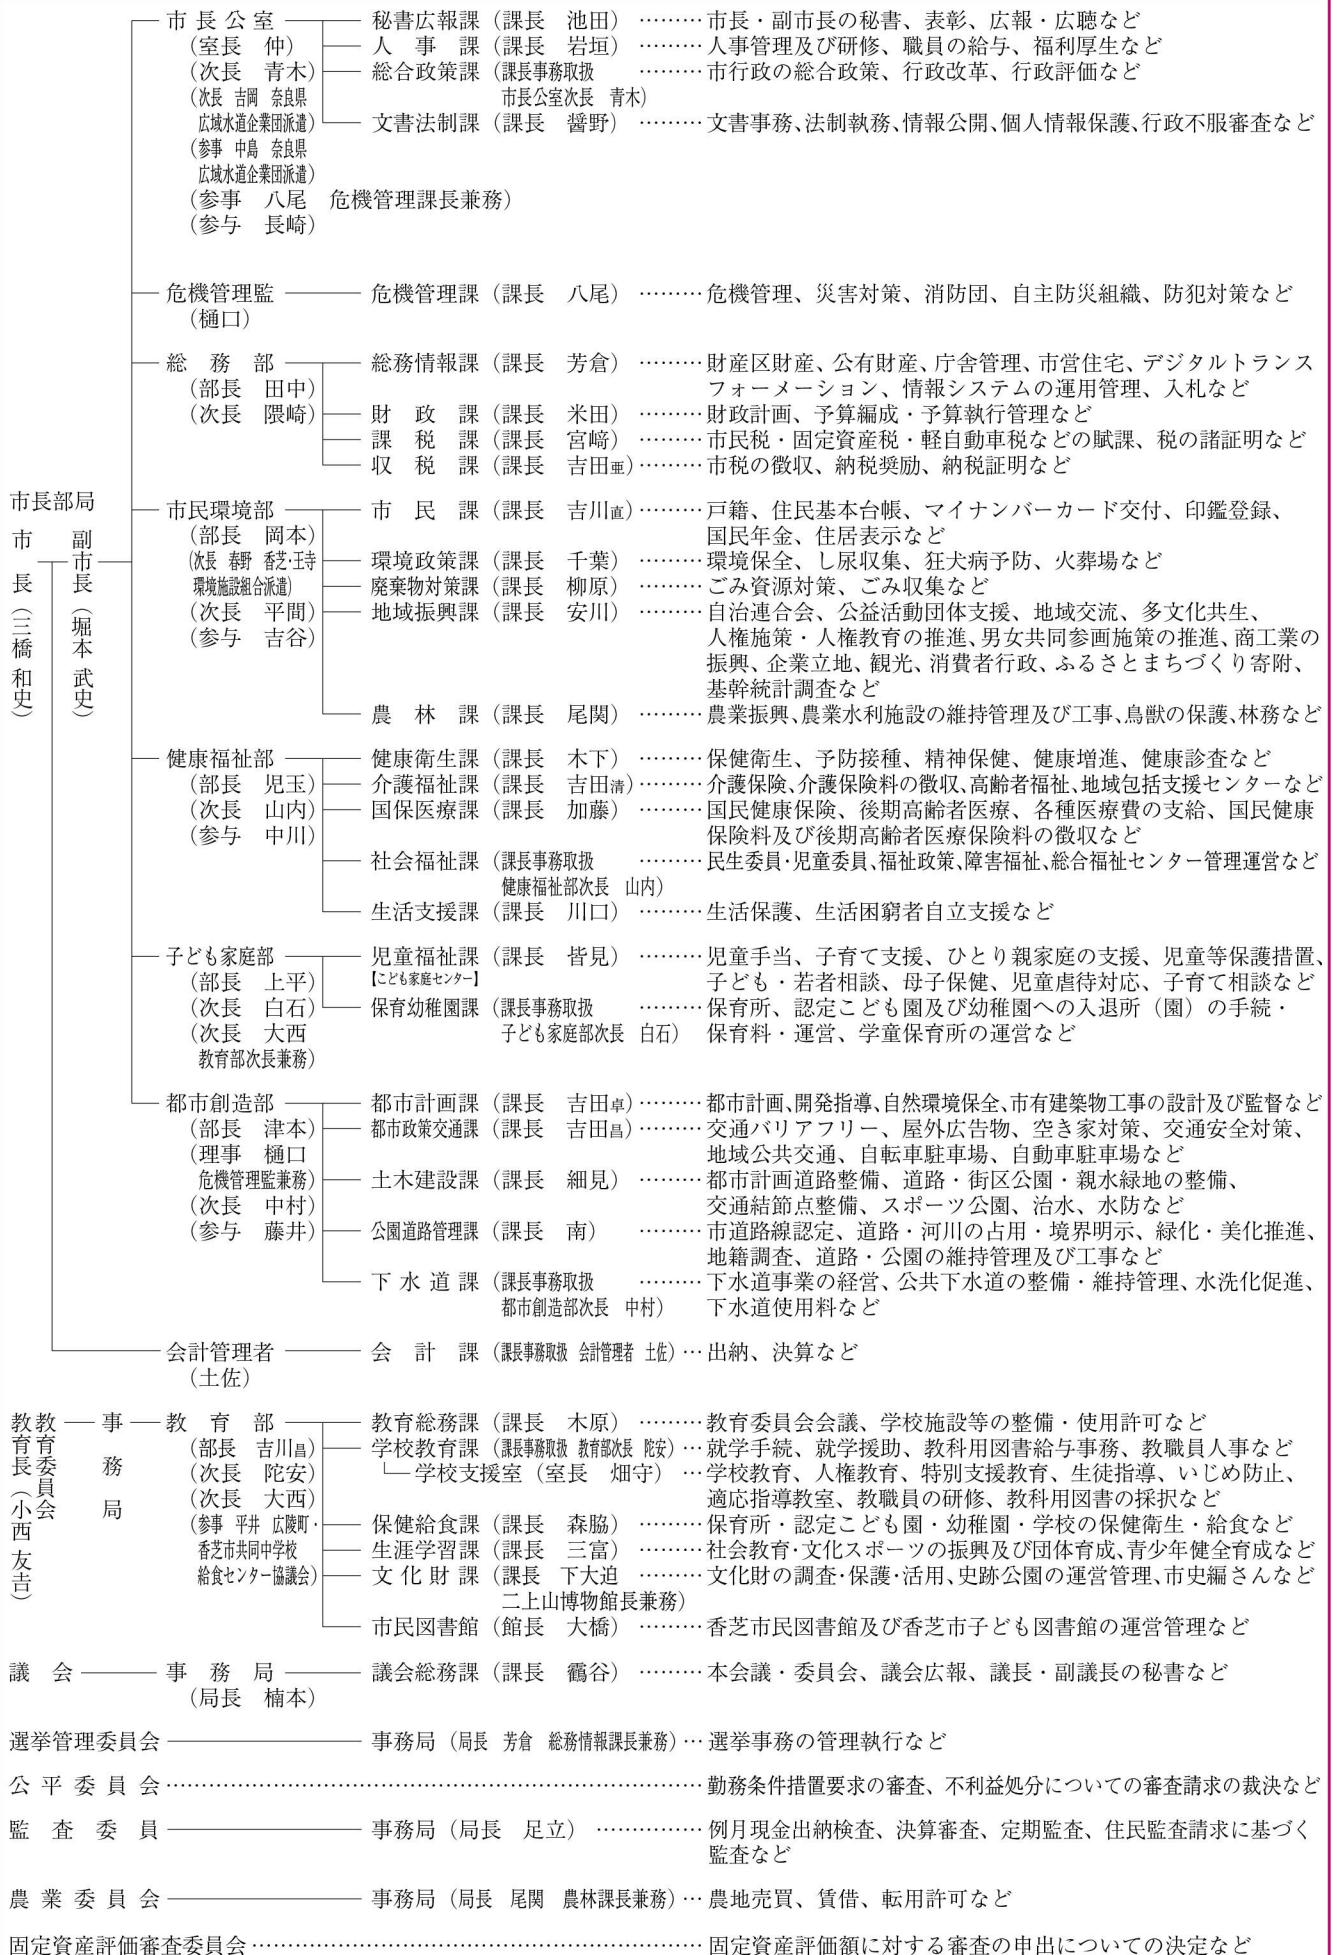 市長公室 秘書広報課（課長　池田）………市長・副市長の秘書、表彰、広報・広聴など
（室長　仲） 人　事　課（課長　岩垣）………人事管理及び研修、職員の給与、福利厚生など
（次長　青木） 総合政策課（課長事務取扱 ………市行政の総合政策、行政改革、行政評価など
（次長　吉岡　奈良県 市長公室次長　青木）
広域水道企業団派遣） 文書法制課（課長　醤野）………文書事務、法制執務、情報公開、個人情報保護、行政不服審査など
（参事　中島　奈良県
広域水道企業団派遣）
（参事　八尾　危機管理課長兼務）
（参与　長崎）
危機管理監 危機管理課（課長　八尾）………危機管理、災害対策、消防団、自主防災組織、防犯対策など
（樋口）
総　務　部 総務情報課（課長　芳倉）………財産区財産、公有財産、庁舎管理、市営住宅、デジタルトランス
（部長　田中） フォーメーション、情報システムの運用管理、入札など
（次長　隈崎） 財　政　課（課長　米田）………財政計画、予算編成・予算執行管理など
課　税　課（課長　宮﨑）………市民税・固定資産税・軽自動車税などの賦課、税の諸証明など
収　税　課（課長　吉田亜）………市税の徴収、納税奨励、納税証明など
市長部局
市長（三橋 和史）
副市長（堀本 武史）
市民環境部 市　民　課（課長　吉川直）………戸籍、住民基本台帳、マイナンバーカード交付、印鑑登録、
（部長　岡本） 国民年金、住居表示など
（次長　春野　香芝・王寺 環境政策課（課長　千葉）………環境保全、し尿収集、狂犬病予防、火葬場など
環境施設組合派遣） 廃棄物対策課（課長　柳原）………ごみ資源対策、ごみ収集など
（次長　平間） 地域振興課（課長　安川）………自治連合会、公益活動団体支援、地域交流、多文化共生、
（参与　吉谷） 人権施策・人権教育の推進、男女共同参画施策の推進、商工業の
振興、企業立地、観光、消費者行政、ふるさとまちづくり寄附、
基幹統計調査など
農　林　課（課長　尾関）………農業振興、農業水利施設の維持管理及び工事、鳥獣の保護、林務など
健康福祉部 健康衛生課（課長　木下）………保健衛生、予防接種、精神保健、健康増進、健康診査など
（部長　児玉） 介護福祉課（課長　吉田清）………介護保険、介護保険料の徴収、高齢者福祉、地域包括支援センターなど
（次長　山内） 国保医療課（課長　加藤）………国民健康保険、後期高齢者医療、各種医療費の支給、国民健康
（参与　中川） 保険料及び後期高齢者医療保険料の徴収など
社会福祉課（課長事務取扱 ………民生委員・児童委員、福祉政策、障害福祉、総合福祉センター管理運営など
健康福祉部次長　山内）
生活支援課（課長　川口）………生活保護、生活困窮者自立支援など
子ども家庭部 児童福祉課（課長　皆見）………児童手当、子育て支援、ひとり親家庭の支援、児童等保護措置、
（部長　上平） 【こども家庭センター】 子ども・若者相談、母子保健、児童虐待対応、子育て相談など
（次長　白石） 保育幼稚園課（課長事務取扱 ………保育所、認定こども園及び幼稚園への入退所（園）の手続・
（次長　大西 子ども家庭部次長　白石） 保育料・運営、学童保育所の運営など
教育部次長兼務）
都市創造部 都市計画課（課長　吉田卓）………都市計画、開発指導、自然環境保全、市有建築物工事の設計及び監督など
（部長　津本） 都市政策交通課（課長　吉田昌）………交通バリアフリー、屋外広告物、空き家対策、交通安全対策、
（理事　樋口 地域公共交通、自転車駐車場、自動車駐車場など
危機管理監兼務） 土木建設課（課長　細見）………都市計画道路整備、道路・街区公園・親水緑地の整備、
（次長　中村） 交通結節点整備、スポーツ公園、治水、水防など
（参与　藤井） 公園道路管理課（課長　南）………市道路線認定、道路・河川の占用・境界明示、緑化・美化推進、
地籍調査、道路・公園の維持管理及び工事など
下水道課（課長事務取扱 ………下水道事業の経営、公共下水道の整備・維持管理、水洗化促進、
都市創造部次長　中村） 下水道使用料など
会計管理者 会　計　課（課長事務取扱　会計管理者　土佐）…出納、決算など
（土佐）
教育委員会
教育長（小西 友吉）
事務局
教　育　部 教育総務課（課長　木原）………教育委員会会議、学校施設等の整備・使用許可など
（部長　吉川昌） 学校教育課（課長事務取扱　教育部次長　陀安）…就学手続、就学援助、教科用図書給与事務、教職員人事など
（次長　陀安） 学校支援室（室長　畑守）…学校教育、人権教育、特別支援教育、生徒指導、いじめ防止、
（次長　大西） 適応指導教室、教職員の研修、教科用図書の採択など
（参事　平井　広陵町・ 保健給食課（課長　森脇）………保育所・認定こども園・幼稚園・学校の保健衛生・給食など
香芝市共同中学校 生涯学習課（課長　三富）………社会教育・文化スポーツの振興及び団体育成、青少年健全育成など
給食センター協議会） 文化財課（課長　下大迫 ………文化財の調査・保護・活用、史跡公園の運営管理、市史編さんなど
二上山博物館長兼務）
市民図書館（館長　大橋）………香芝市民図書館及び香芝市子ども図書館の運営管理など
議　会 事　務　局 議会総務課（課長　鶴谷）………本会議・委員会、議会広報、議長・副議長の秘書など
（局長　楠本）
選挙管理委員会 事務局（局長　芳倉　総務情報課長兼務）…選挙事務の管理執行など
公平委員会………勤務条件措置要求の審査、不利益処分についての審査請求の裁決など
監査委員 事務局（局長　足立）……………例月現金出納検査、決算審査、定期監査、住民監査請求に基づく
監査など
農業委員会 事務局（局長　尾関　農林課長兼務）…農地売買、賃借、転用許可など
固定資産評価審査委員会………固定資産評価額に対する審査の申出についての決定など